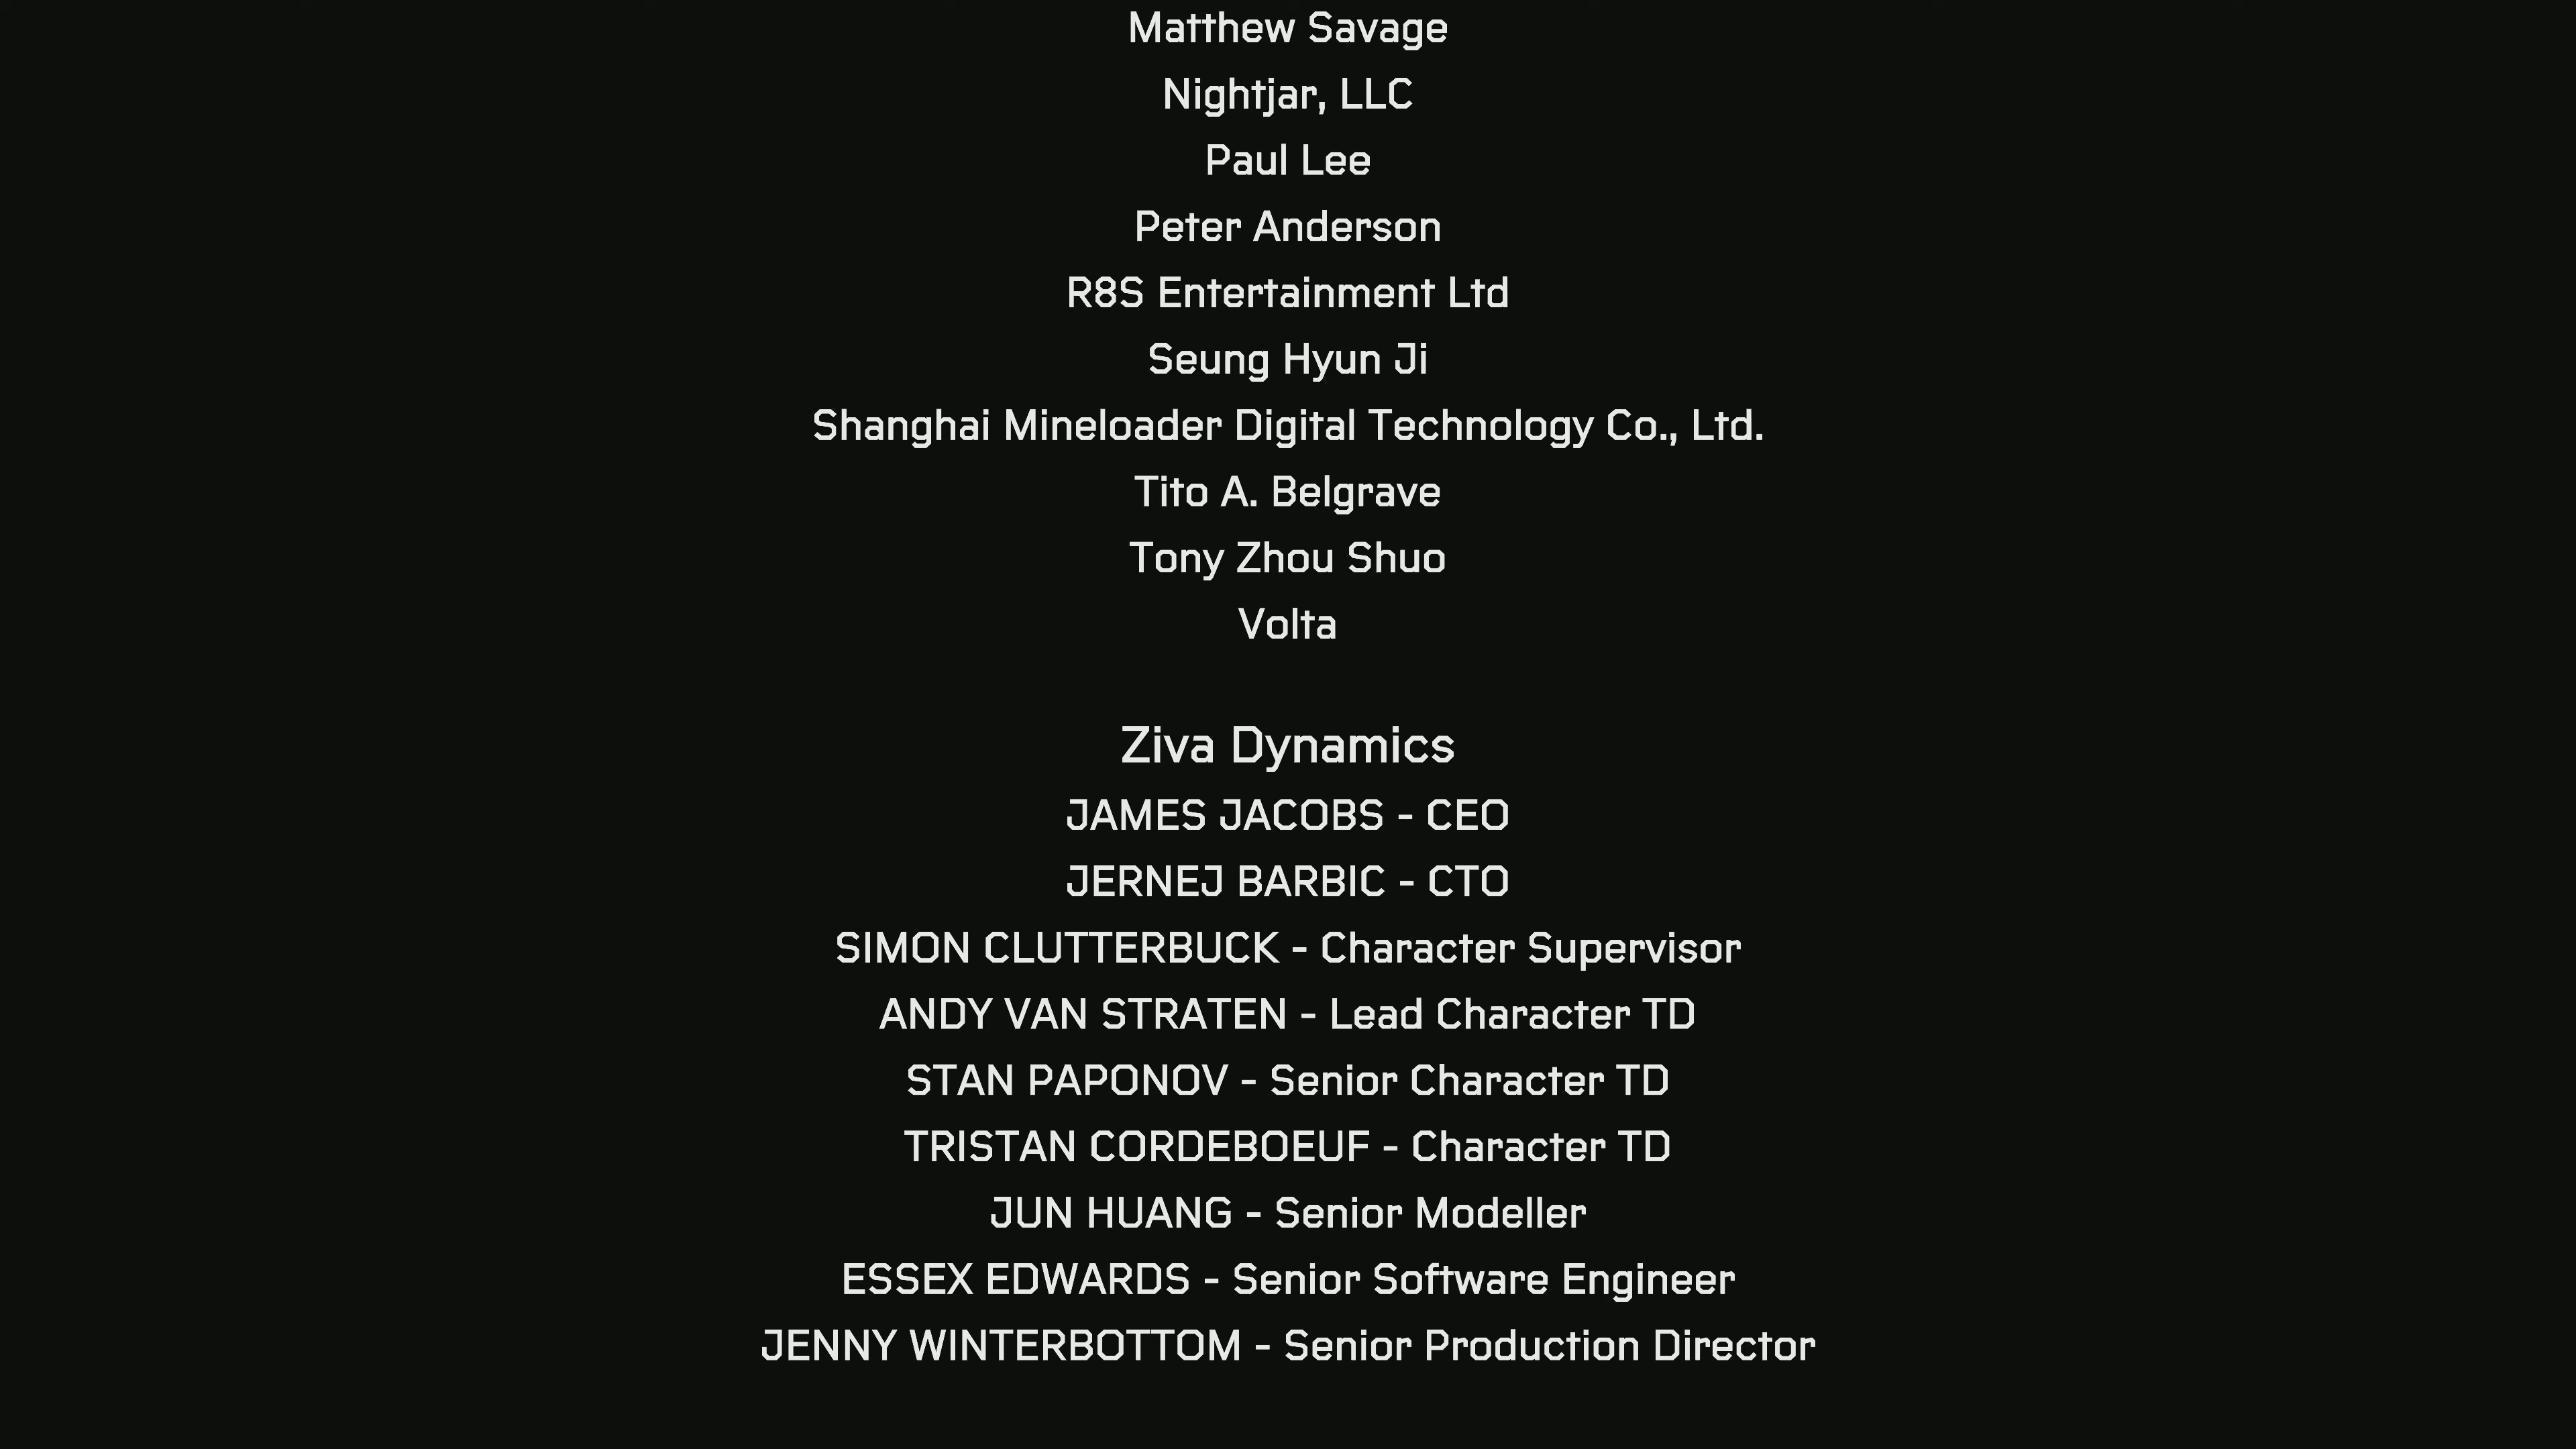 Matthew Savage
Nightjar, LLC
Paul Lee
Peter Anderson
R8S Entertainment Ltd
Seung Hyun Ji
Shanghai Mineloader Digital Technology Co., Ltd.
Tito A. Belgrave
Tony Zhou Shuo
Volta
Ziva Dynamics
JAMES JACOBS - CEO
JERNEJ BARBIC - CTO
SIMON CLUTTERBUCK - Character Supervisor
ANDY VAN STRATEN - Lead Character TD
STAN PAPONOV - Senior Character TD
TRISTAN CORDEBOEUF - Character TD
JUN HUANG - Senior Modeller
ESSEX EDWARDS - Senior Software Engineer
JENNY WINTERBOTTOM - Senior Production Director